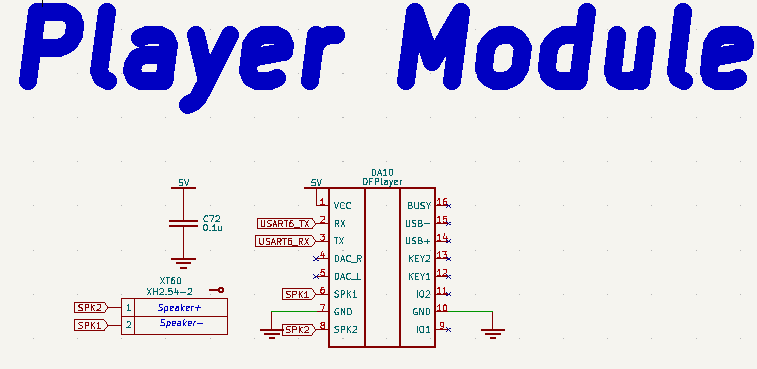 Player Module
5V
C72
0.1u
XT60
XH2.54-2
SPK2 1 Speaker+
SPK1 2 Speaker-
DA10
DFPlayer
5V
1 VCC BUSY 16
USART6_TX 2 RX USB- 15
USART6_RX 3 TX USB+ 14
4 DAC_R KEY2 13
5 DAC_L KEY1 12
SPK1 6 SPK1 IO2 11
7 GND GND 10
SPK2 8 SPK2 IO1 9